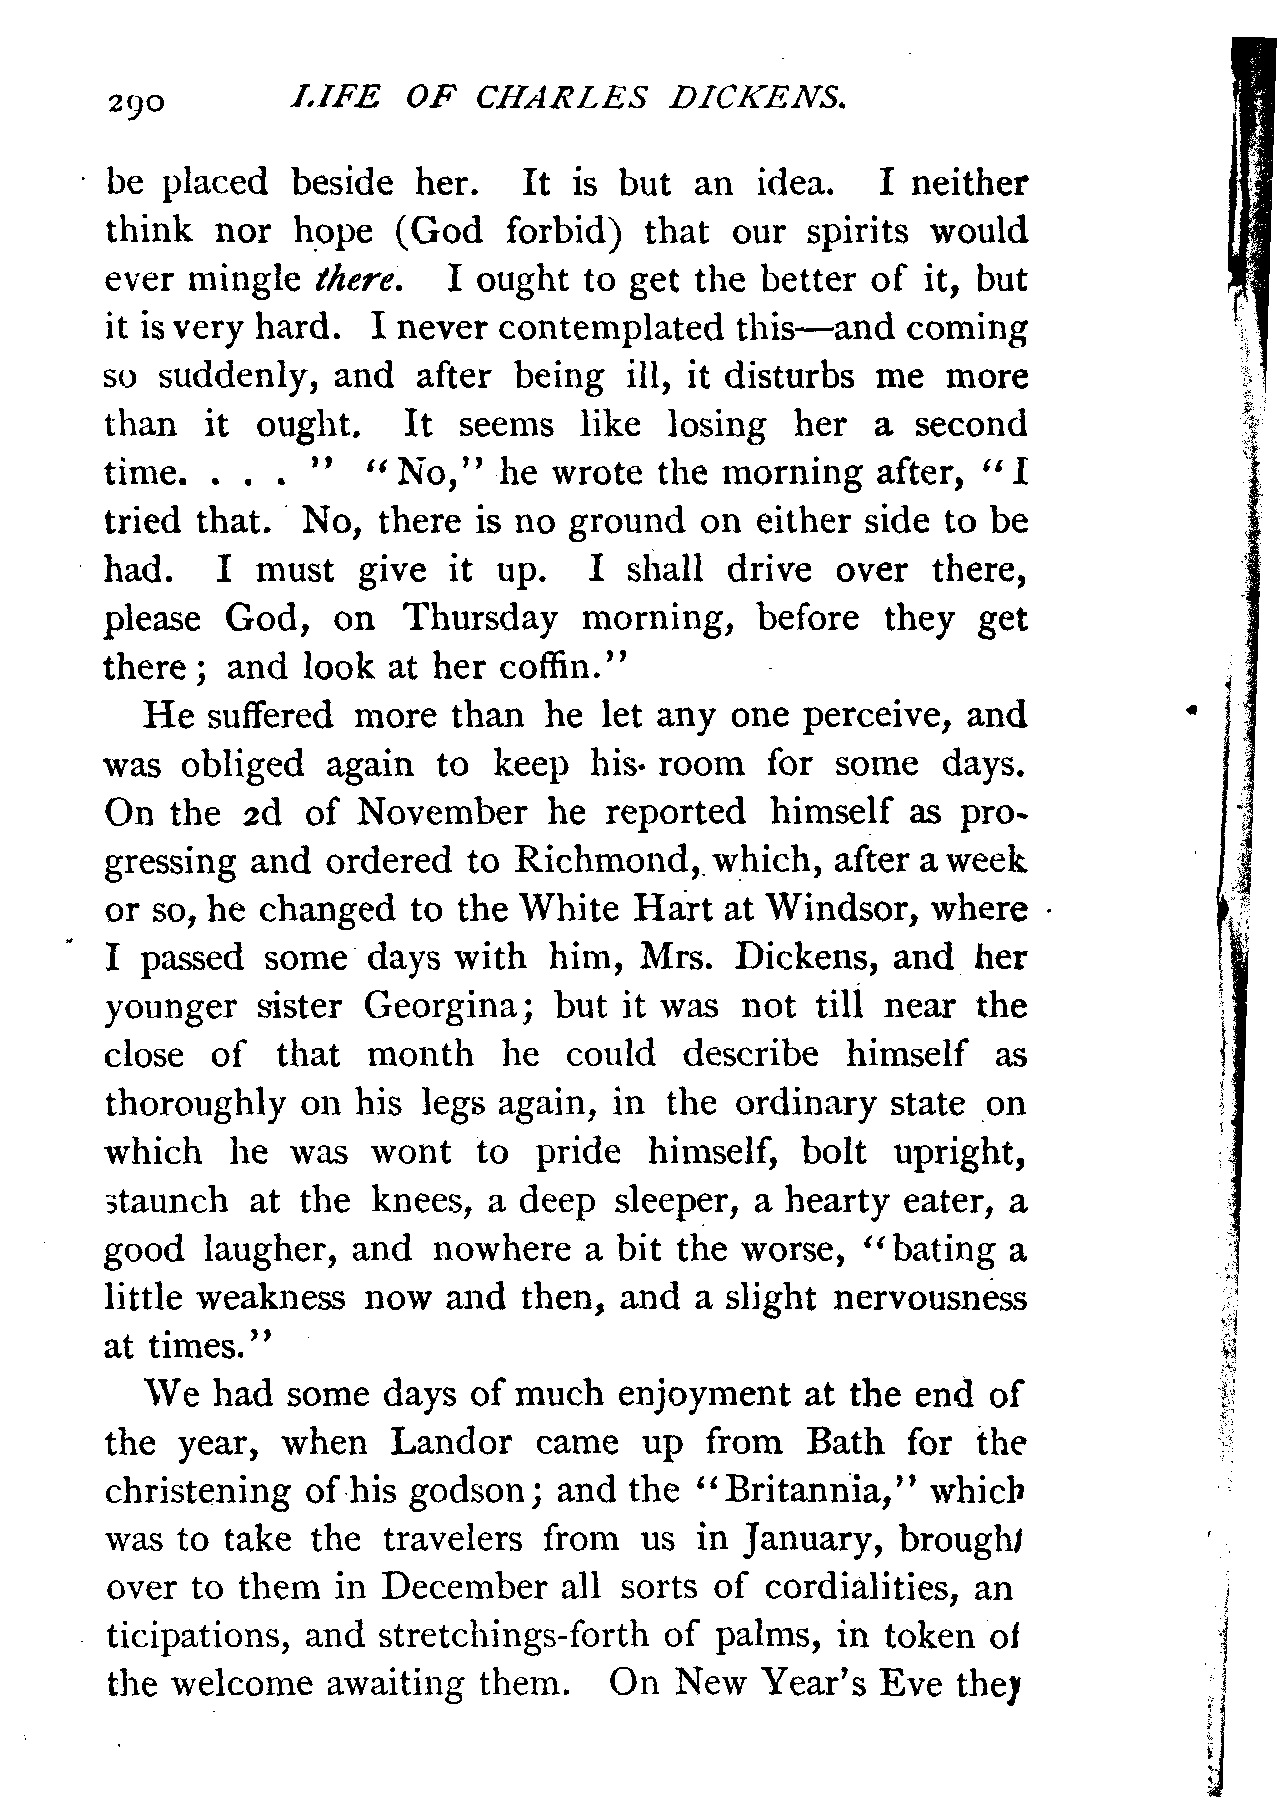 290 LIFE OF CHARLES DICKENS.
be placed beside her. It is but an idea. I neither
think nor hope (God forbid) that our spirits would
ever mingle there. I ought to get the better of it, but
it is very hard. I never contemplated this—and coming
so suddenly, and after being ill, it disturbs me more
than it ought. It seems like losing her a second
time. . . . " "No," he wrote the morning after, "I
tried that. No, there is no ground on either side to be
had. I must give it up. I shall drive over there,
please God, on Thursday morning, before they get
there; and look at her coffin."
He suffered more than he let any one perceive, and
was obliged again to keep his room for some days.
On the 2d of November he reported himself as pro-
gressing and ordered to Richmond, which, after a week
or so, he changed to the White Hart at Windsor, where
I passed some days with him, Mrs. Dickens, and her
younger sister Georgina; but it was not till near the
close of that month he could describe himself as
thoroughly on his legs again, in the ordinary state on
which he was wont to pride himself, bolt upright,
staunch at the knees, a deep sleeper, a hearty eater, a
good laugher, and nowhere a bit the worse, "bating a
little weakness now and then, and a slight nervousness
at times."
We had some days of much enjoyment at the end of
the year, when Landor came up from Bath for the
christening of his godson; and the "Britannia," which
was to take the travelers from us in January, brought
over to them in December all sorts of cordialities, an
ticipations, and stretchings-forth of palms, in token of
the welcome awaiting them. On New Year's Eve they